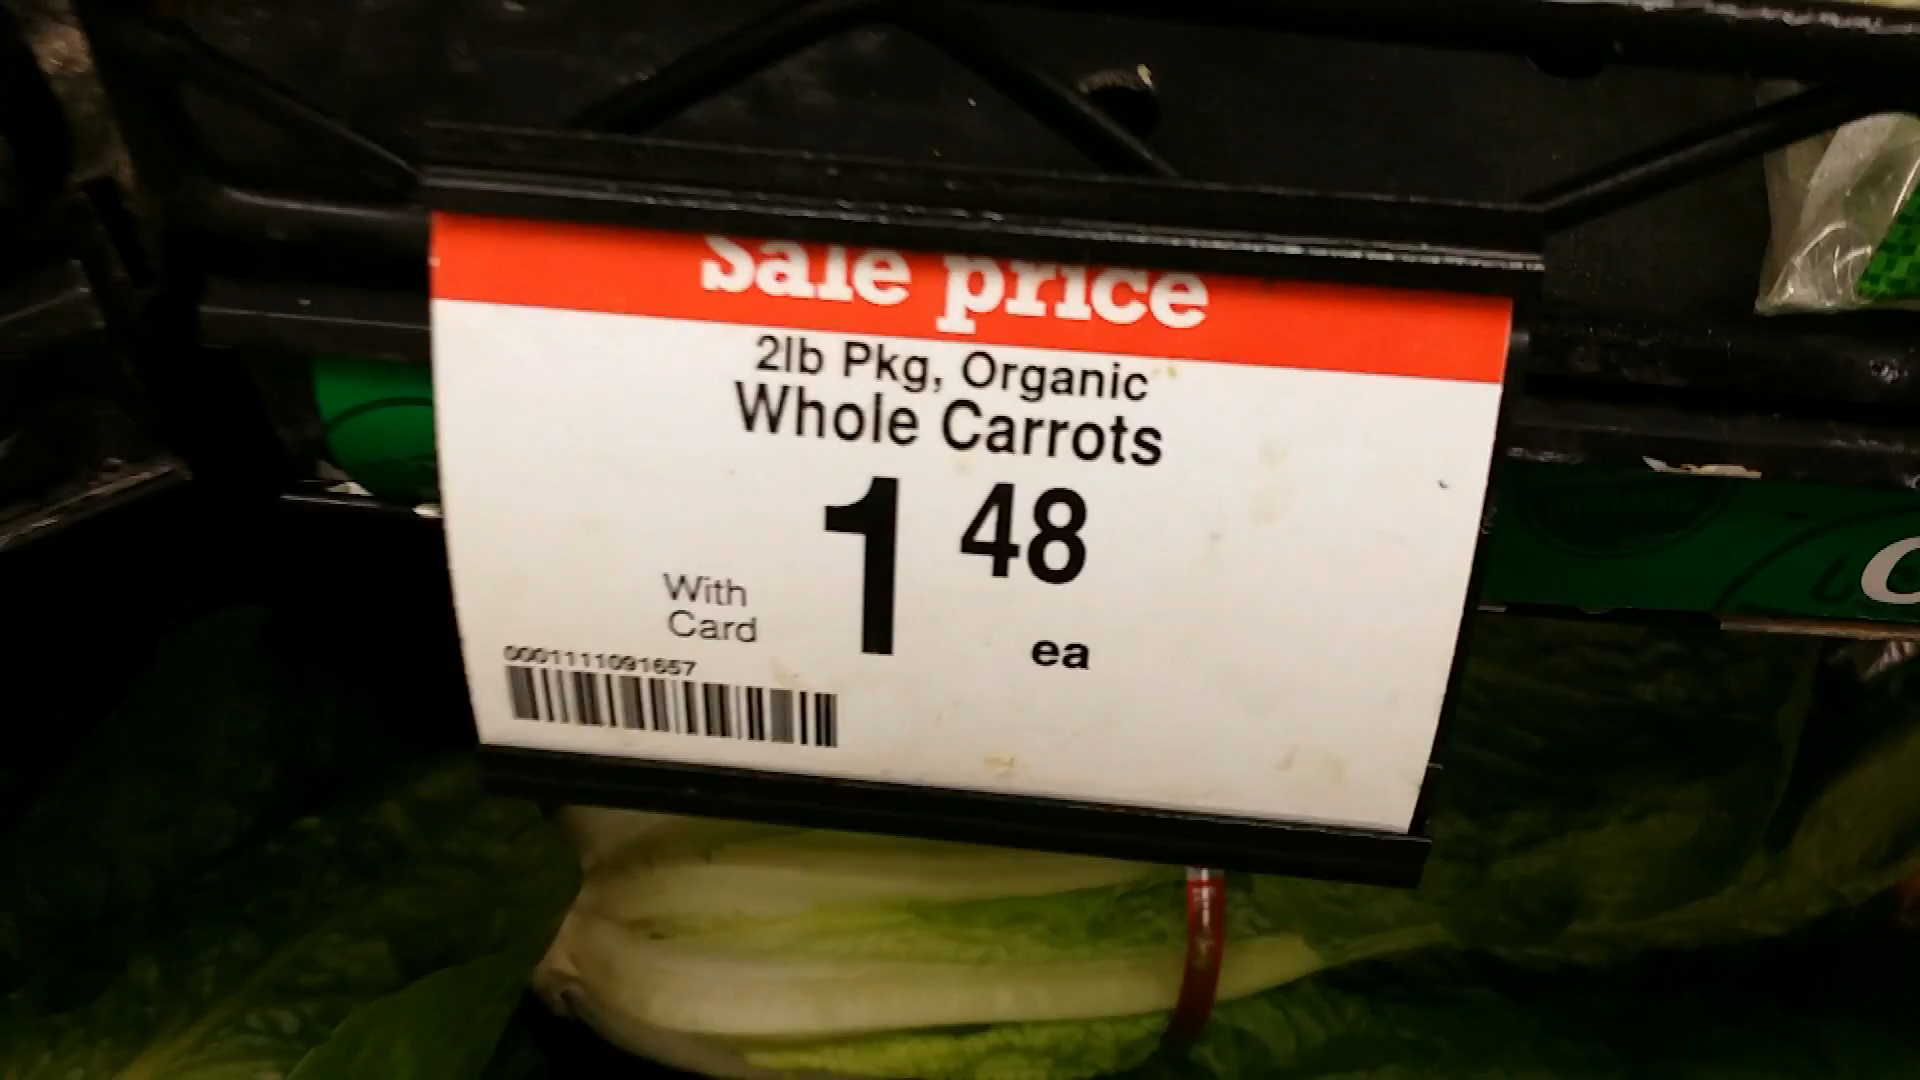 Sale price
2lb Pkg, Organic
Whole Carrots
1 48
With
Card
ea
0001111091657